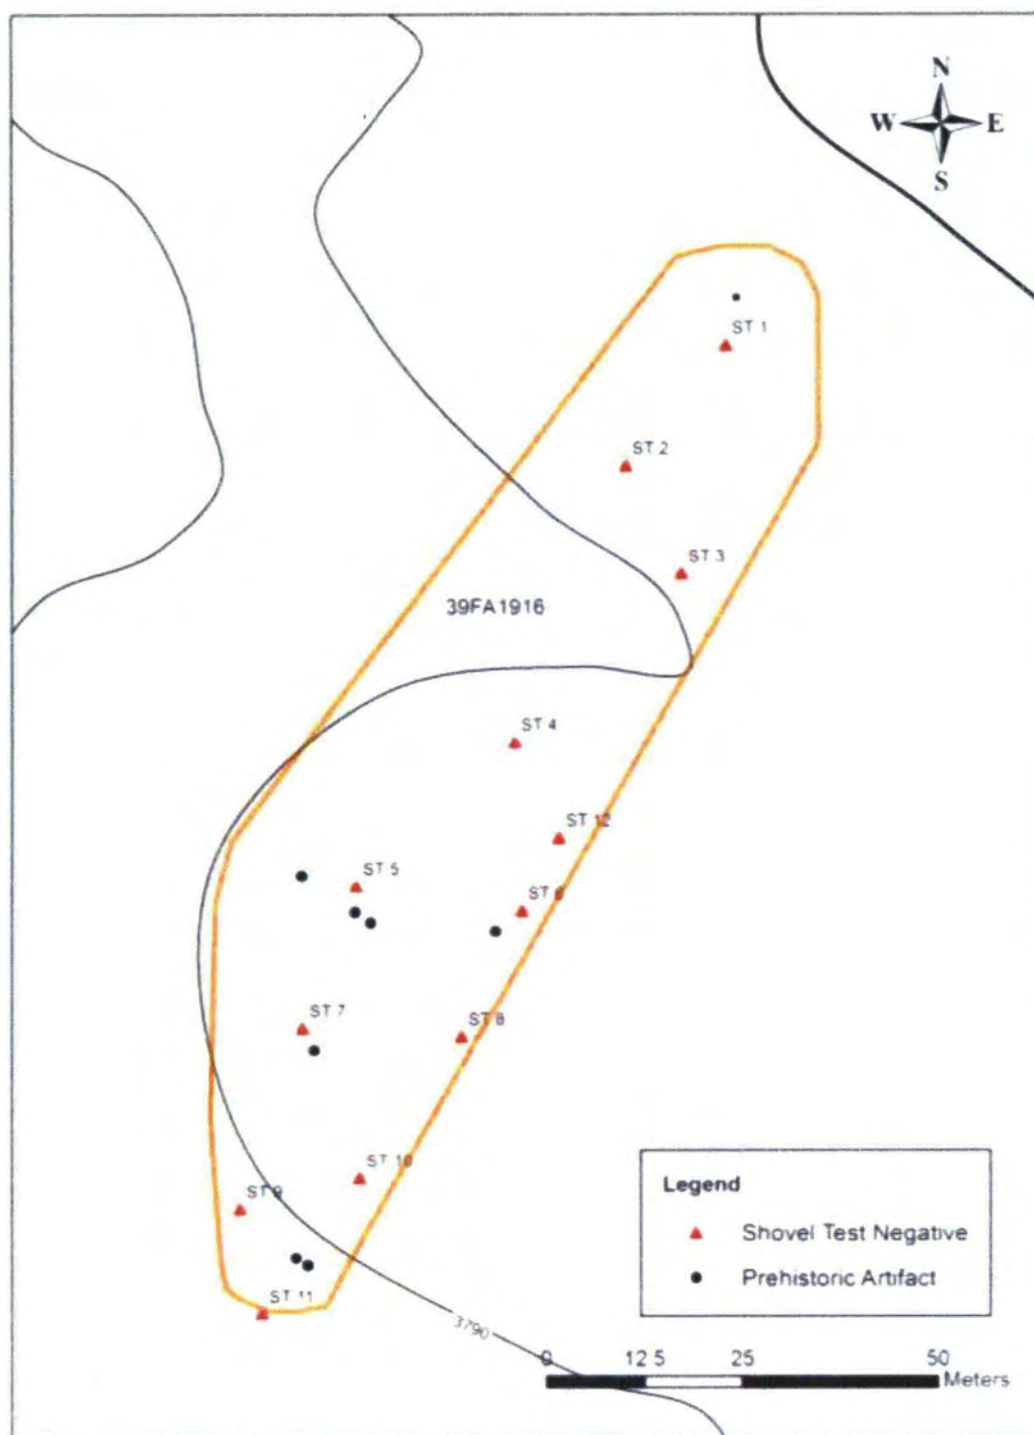 N
W E
S
ST 1
ST 2
ST 3
39FA1916
ST 4
ST 12
ST 5
ST 6
ST 7
ST 8
ST 10
ST 9
ST 11
3790
Legend
Shovel Test Negative
Prehistoric Artifact
0 12.5 25 50
Meters